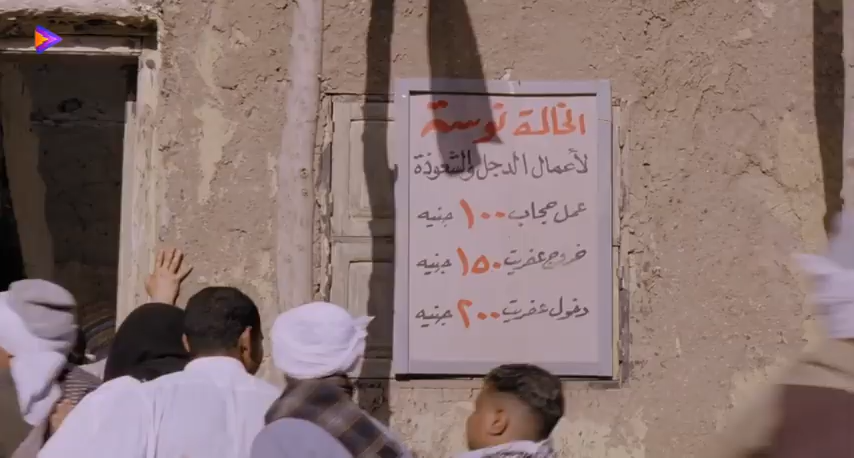 الخالة نوسة
لأعمال الدجل والشعوذة
عمل حجاب ١٠٠ جنيه
خروج عفريت ١٥٠ جنيه
دخول عفريت ٢٠٠ جنيه